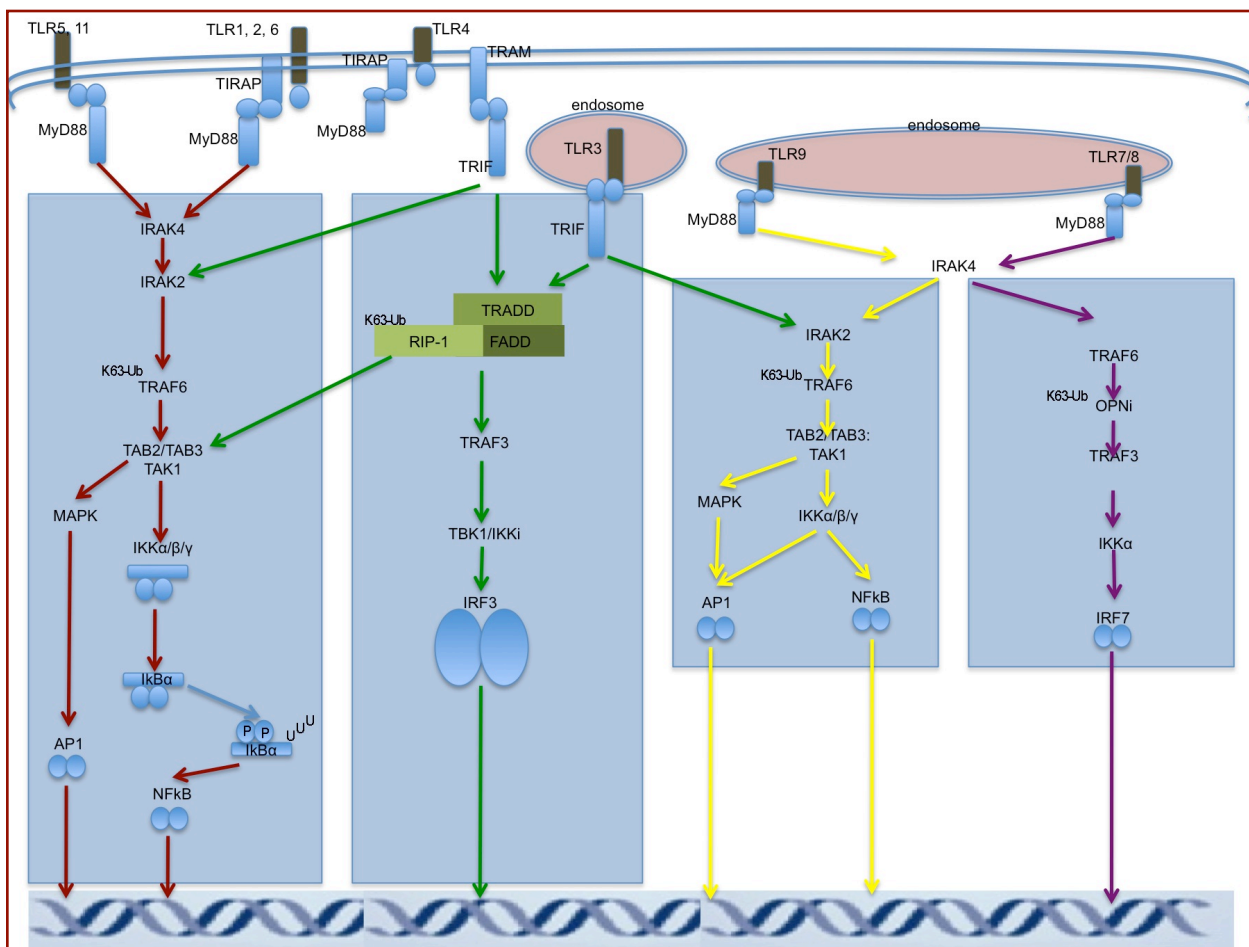 TLR5, 11
TLR1, 2, 6
TLR4
TIRAP
TRAM
TIRAP
MyD88
MyD88
MyD88
TRIF
endosome
TLR3
TRIF
endosome
TLR9
TLR7/8
MyD88
MyD88
IRAK4
IRAK2
K63-Ub
TRAF6
TAB2/TAB3
TAK1
MAPK
IKKα/β/γ
IkBα
P P U U U
IkBα
AP1
NFkB
TRADD
K63-Ub
RIP-1
FADD
TRAF3
TBK1/IKKi
IRF3
IRAK4
IRAK2
K63-Ub
TRAF6
TAB2/TAB3:
TAK1
MAPK
IKKα/β/γ
AP1
NFkB
TRAF6
K63-Ub
OPNi
TRAF3
IKKα
IRF7